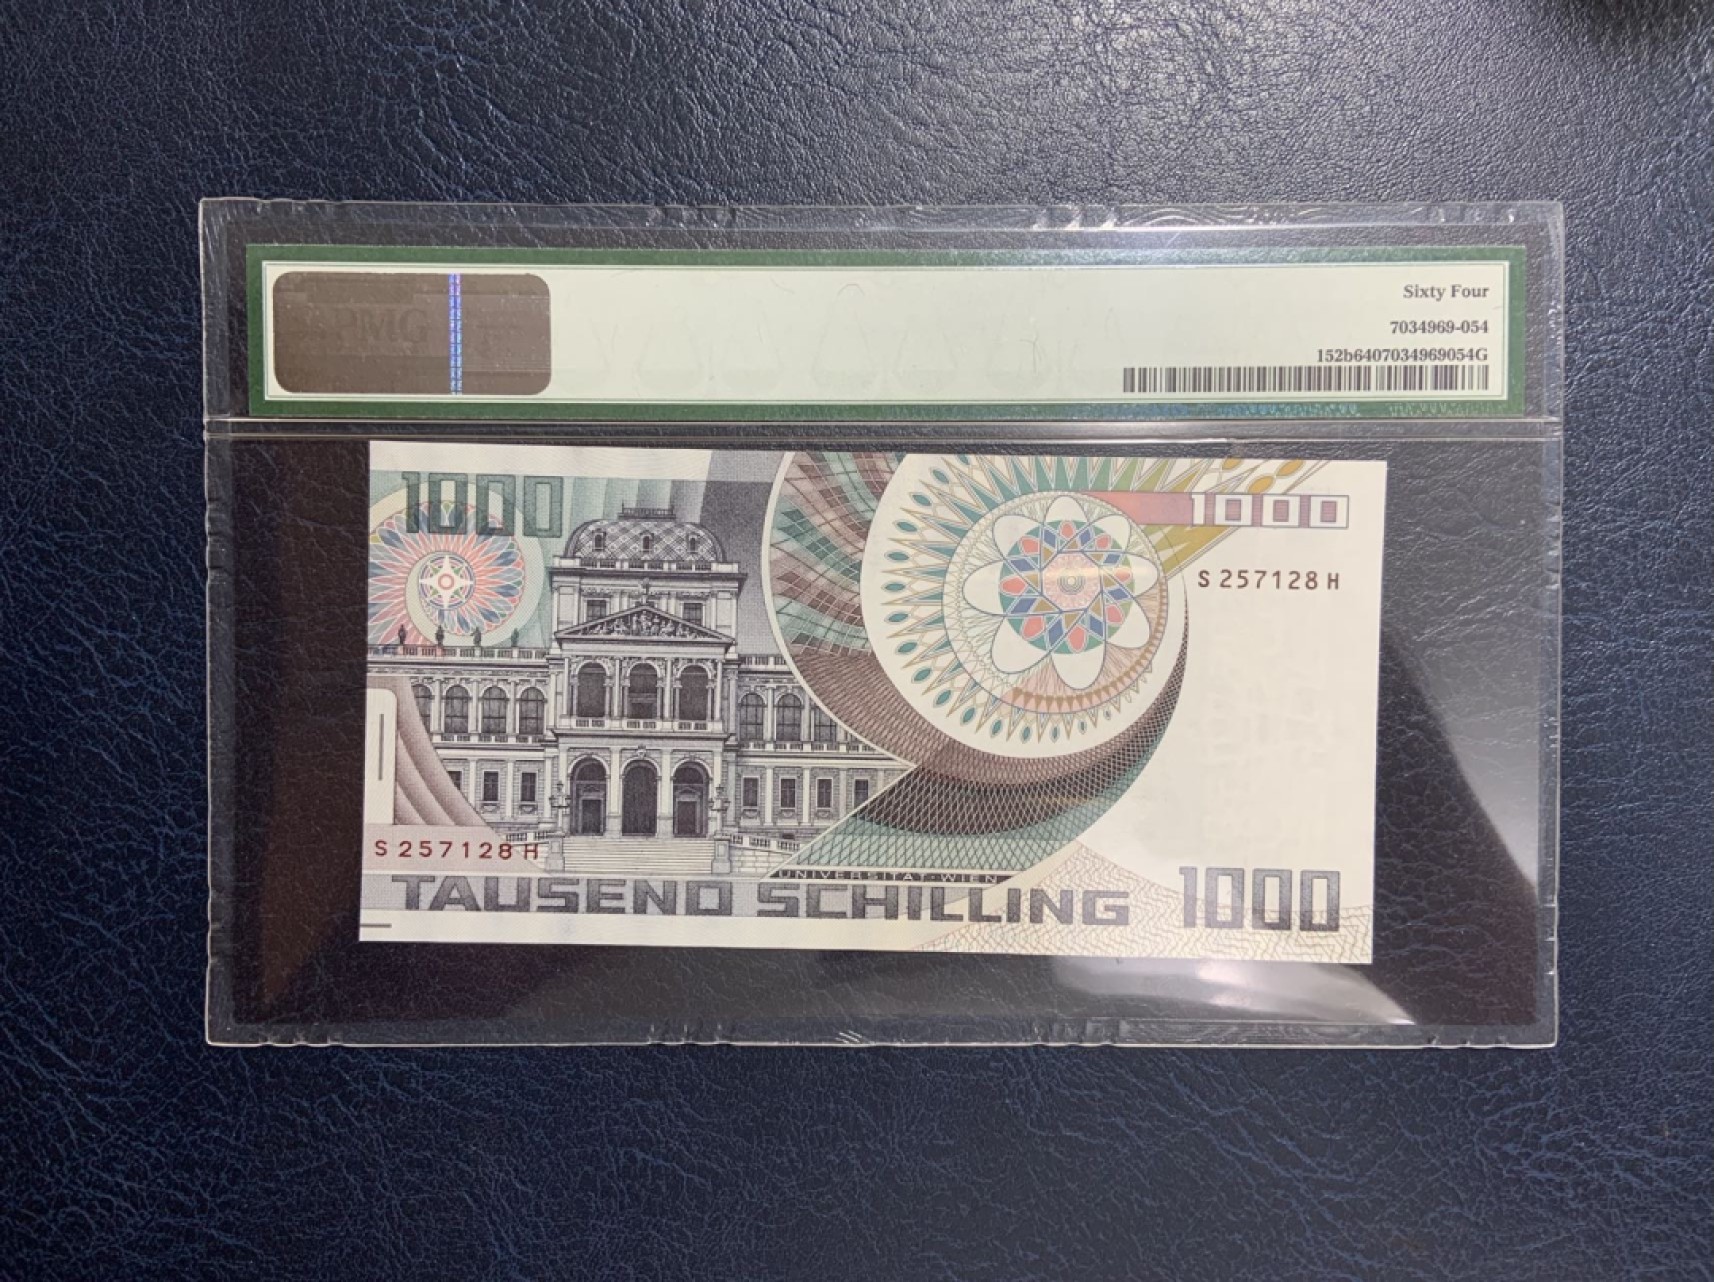 PMG
Sixty Four
7034969-054
152b6407034969054G
1000
1000
S 257128 H
S 257128 H
UNIVERSITÄT·WIEN
TAUSEND SCHILLING 1000